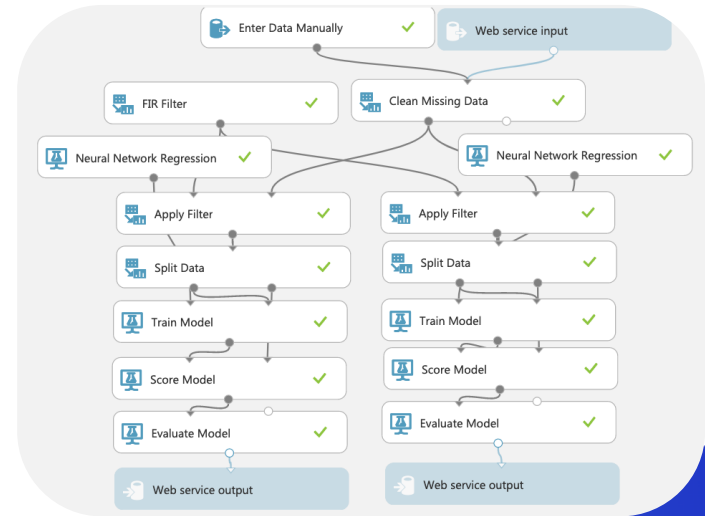 Enter Data Manually
Web service input
FIR Filter
Clean Missing Data
Neural Network Regression
Neural Network Regression
Apply Filter
Apply Filter
Split Data
Split Data
Train Model
Train Model
Score Model
Score Model
Evaluate Model
Evaluate Model
Web service output
Web service output